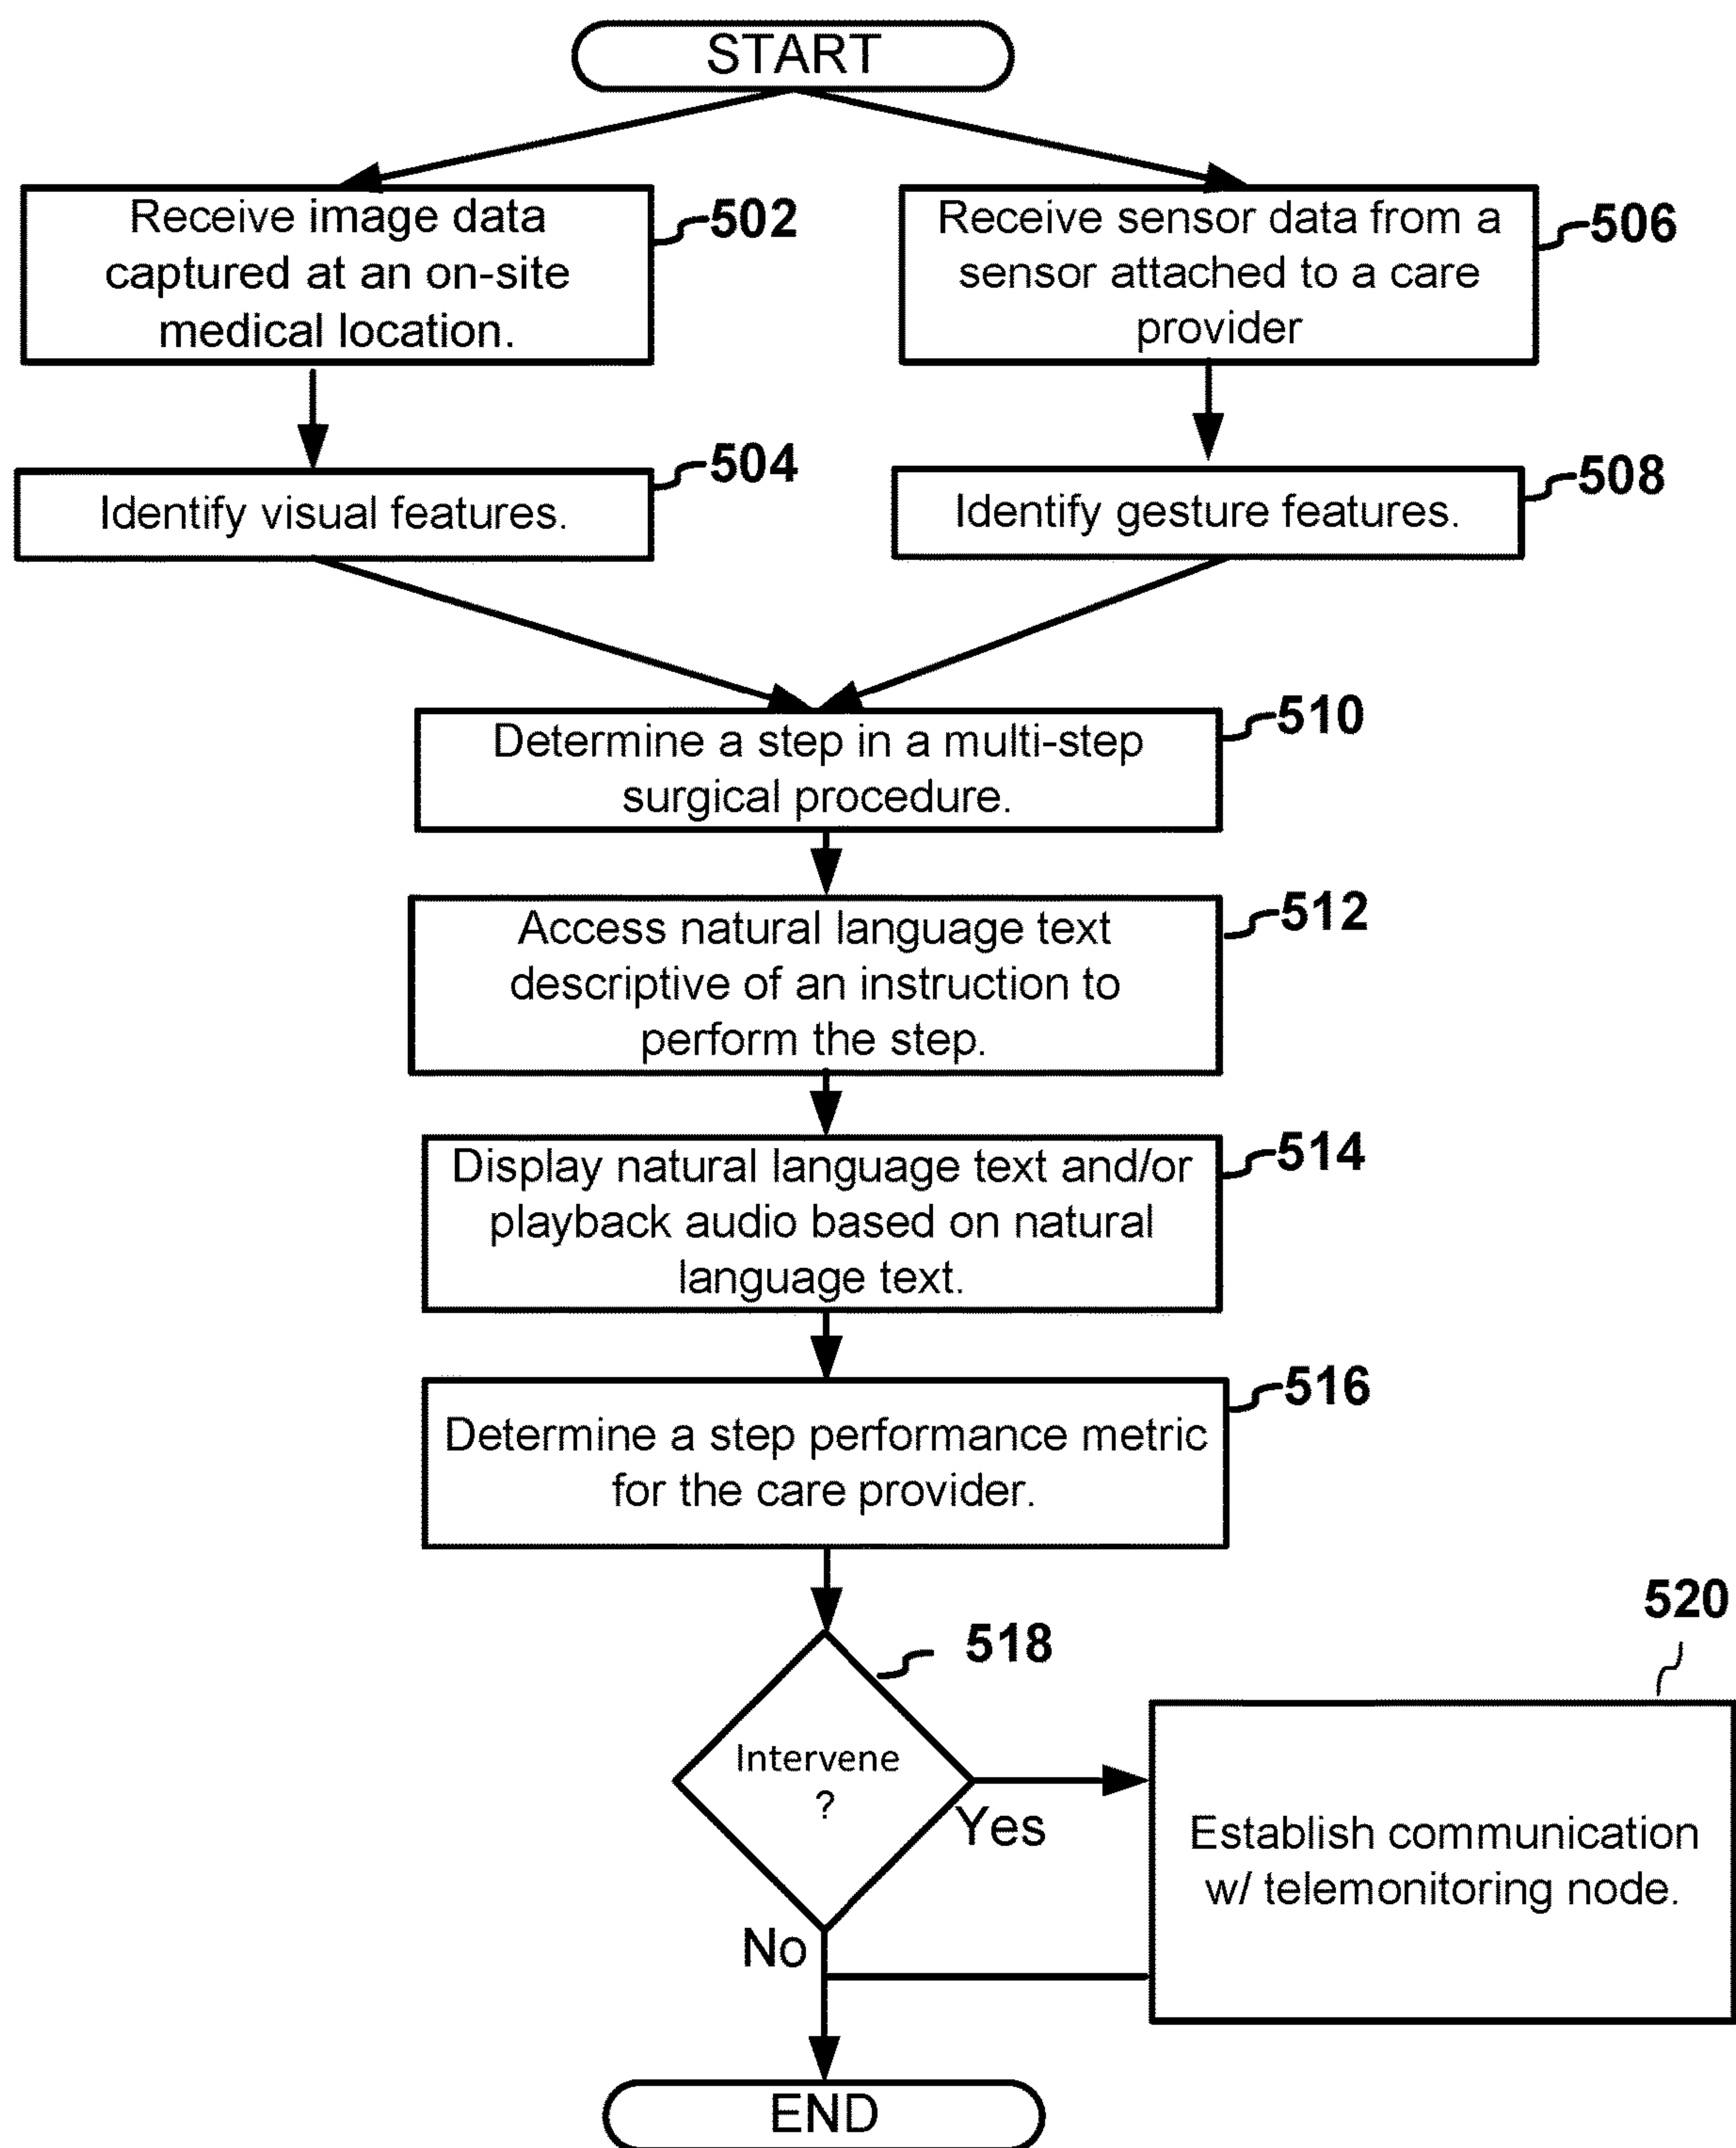 START
Receive image data
captured at an on-site
medical location.
502
Receive sensor data from a
sensor attached to a care
provider
506
Identify visual features.
504
Identify gesture features.
508
Determine a step in a multi-step
surgical procedure.
510
Access natural language text
descriptive of an instruction to
perform the step.
512
Display natural language text and/or
playback audio based on natural
language text.
514
Determine a step performance metric
for the care provider.
516
Intervene
?
518
Yes
No
520
Establish communication
w/ telemonitoring node.
END